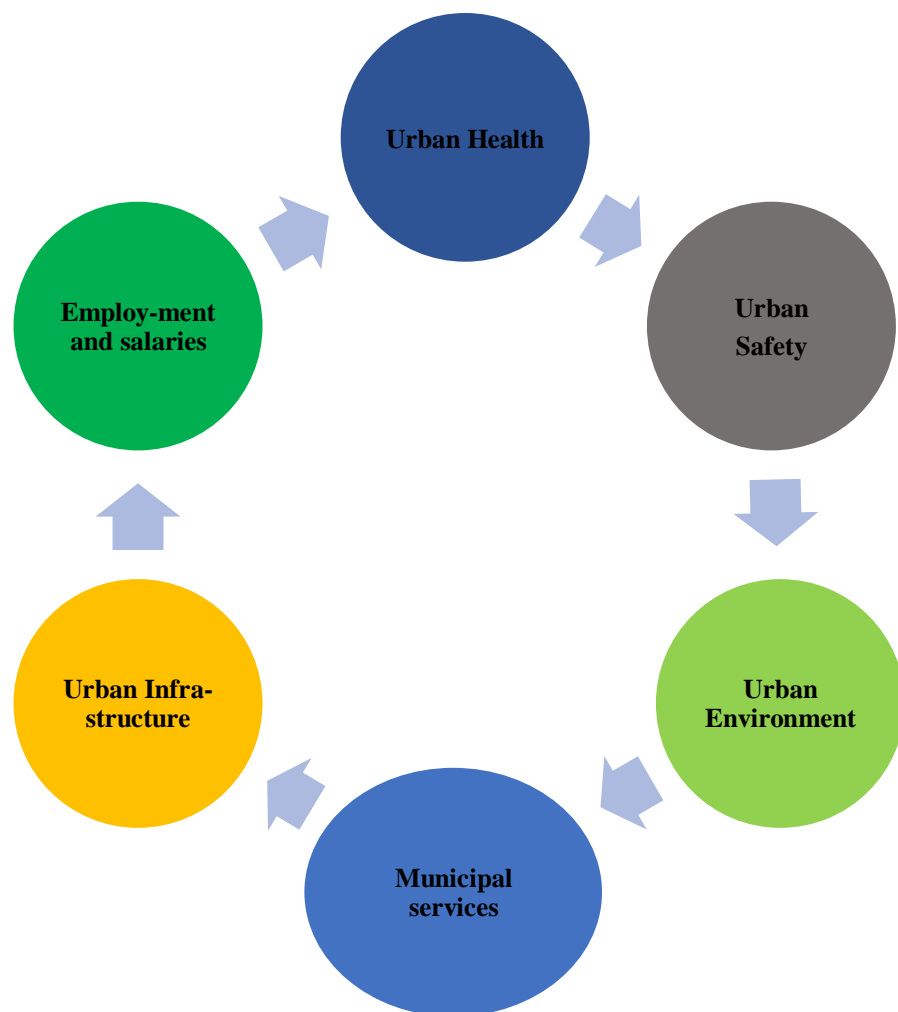 Urban Health
Urban
Safety
Urban
Environment
Municipal
services
Urban Infra-
structure
Employ-ment
and salaries